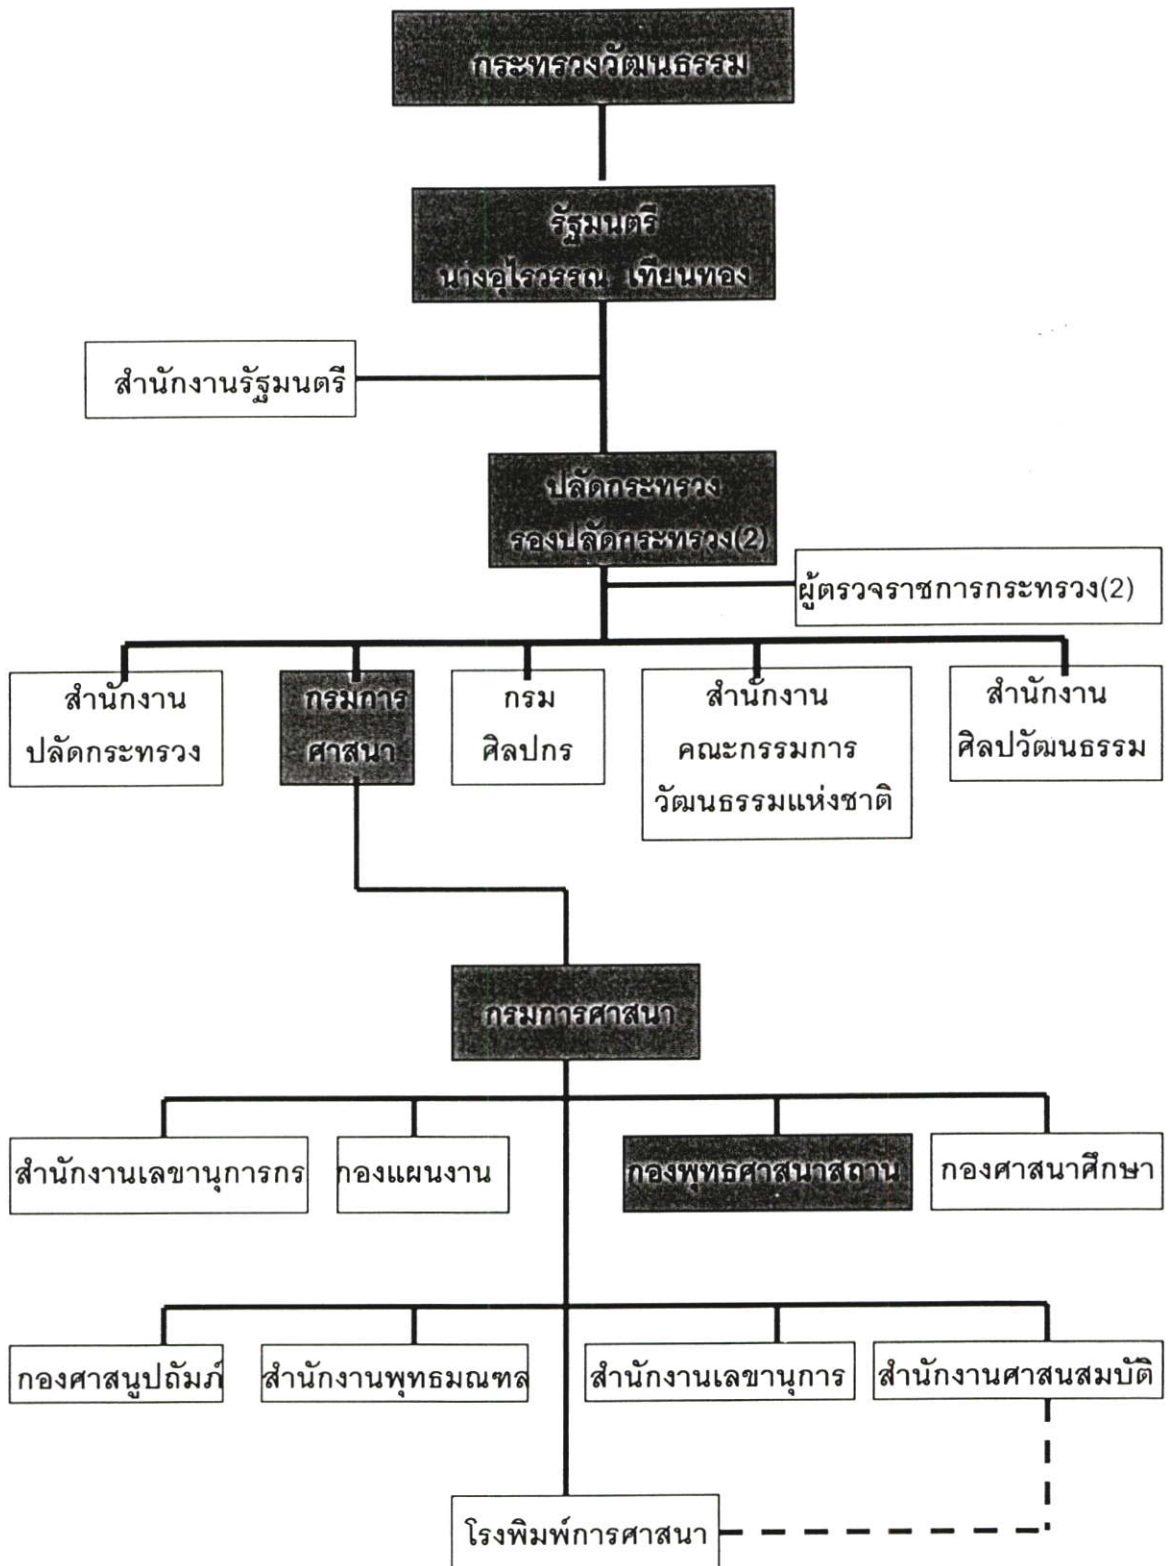 กระทรวงวัฒนธรรม
รัฐมนตรี
นางอุไรวรรณ เทียนทอง
สำนักงานรัฐมนตรี
ปลัดกระทรวง
รองปลัดกระทรวง(2)
ผู้ตรวจราชการกระทรวง(2)
สำนักงาน
ปลัดกระทรวง
กรมการ
ศาสนา
กรม
ศิลปกร
สำนักงาน
คณะกรรมการ
วัฒนธรรมแห่งชาติ
สำนักงาน
ศิลปวัฒนธรรม
กรมการศาสนา
สำนักงานเลขานุการกร
กองแผนงาน
กองพุทธศาสนาสถาน
กองศาสนาศึกษา
กองศาสนูปถัมภ์
สำนักงานพุทธมณฑล
สำนักงานเลขานุการ
สำนักงานศาสนสมบัติ
โรงพิมพ์การศาสนา